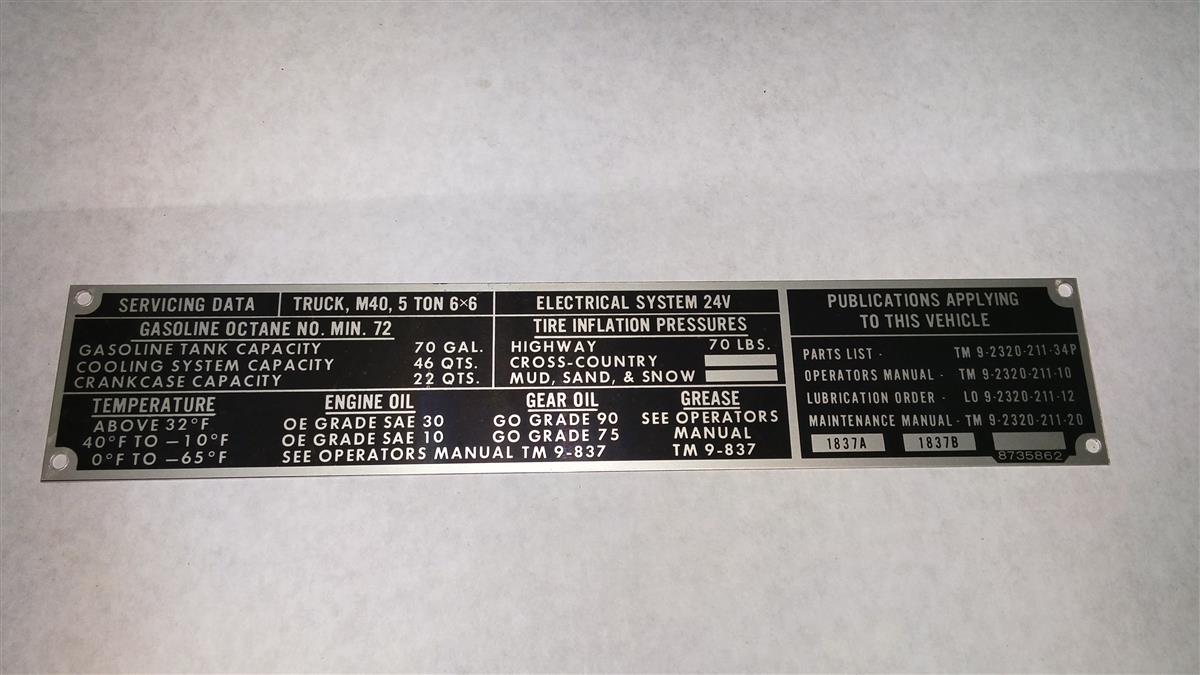 SERVICING DATA
TRUCK, M40, 5 TON 6×6
GASOLINE OCTANE NO. MIN. 72
GASOLINE TANK CAPACITY 70 GAL.
COOLING SYSTEM CAPACITY 46 QTS.
CRANKCASE CAPACITY 22 QTS.
ELECTRICAL SYSTEM 24V
TIRE INFLATION PRESSURES
HIGHWAY 70 LBS.
CROSS-COUNTRY
MUD, SAND, & SNOW
TEMPERATURE ENGINE OIL GEAR OIL GREASE
ABOVE 32°F OE GRADE SAE 30 GO GRADE 90 SEE OPERATORS
40°F TO —10°F OE GRADE SAE 10 GO GRADE 75 MANUAL
0°F TO —65°F SEE OPERATORS MANUAL TM 9-837 TM 9-837
PUBLICATIONS APPLYING
TO THIS VEHICLE
PARTS LIST - TM 9-2320-211-34P
OPERATORS MANUAL - TM 9-2320-211-10
LUBRICATION ORDER - LO 9-2320-211-12
MAINTENANCE MANUAL - TM 9-2320-211-20
1837A 1837B
8735862